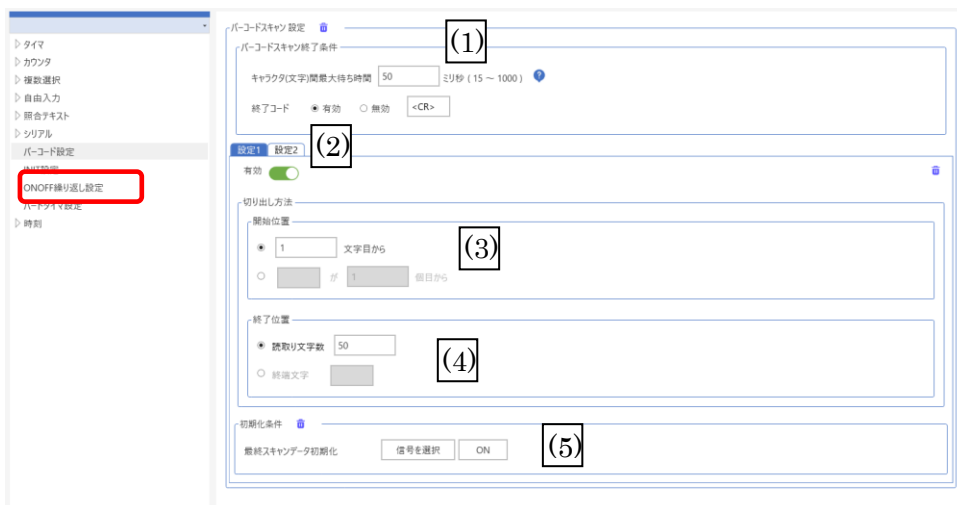 タイマ
カウンタ
複数選択
自由入力
照合テキスト
シリアル
バーコード設定
ONOFF繰り返し設定
ハートタイマ設定
時刻
バーコードスキャン 設定
(1)
バーコードスキャン終了条件
キャラクタ(文字)間最大待ち時間 50 ミリ秒 ( 15 ~ 1000 ) ?
終了コード 有効 無効 <CR>
(2)
設定1 設定2
有効
切り出し方法
開始位置
1 文字目から
(3)
が 1 個目から
終了位置
読取り文字数 50
(4)
終端文字
初期化条件
最終スキャンデータ初期化 信号を選択 ON
(5)